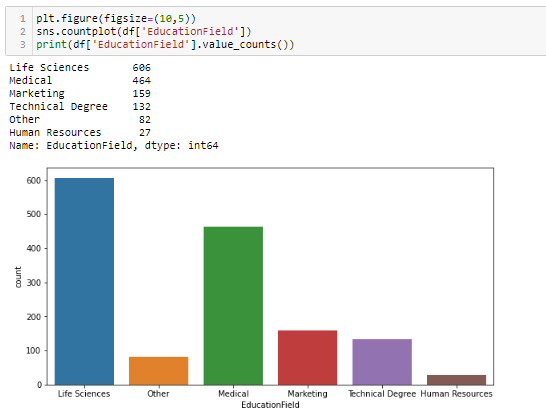 1 plt.figure(figsize=(10,5))
2 sns.countplot(df['EducationField'])
3 print(df['EducationField'].value_counts())
Life Sciences 606
Medical 464
Marketing 159
Technical Degree 132
Other 82
Human Resources 27
Name: EducationField, dtype: int64
600
500
400
300
200
100
0
count
Life Sciences Other Medical Marketing Technical Degree Human Resources
EducationField